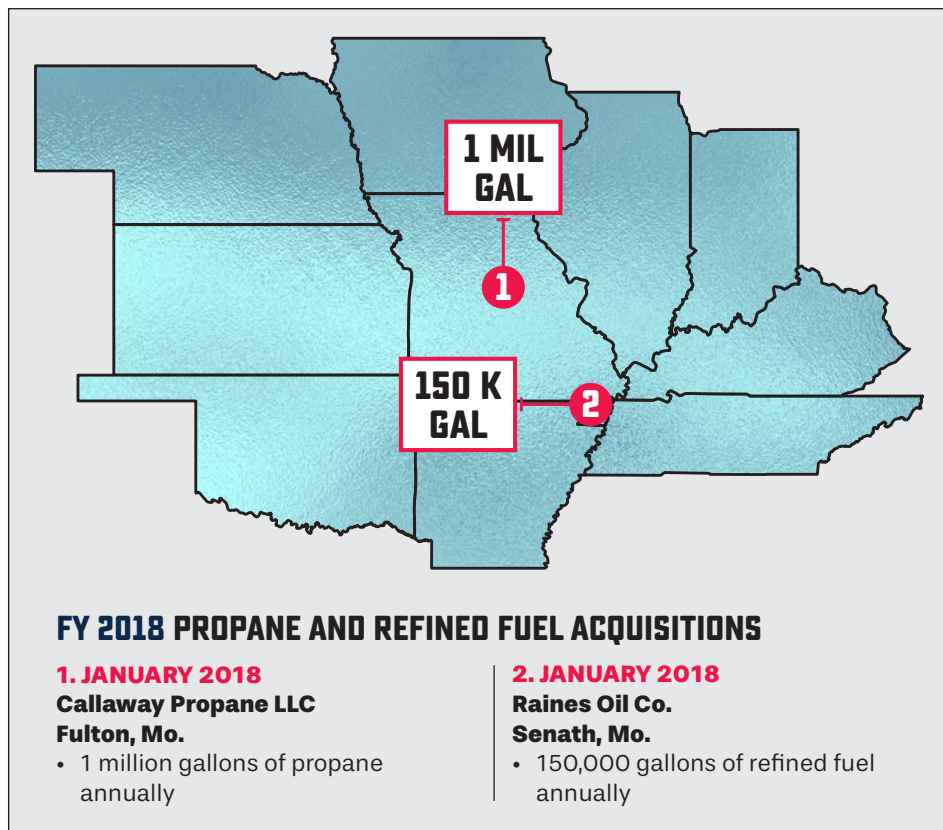 1 MIL
GAL
1
150 K
GAL
2
FY 2018 PROPANE AND REFINED FUEL ACQUISITIONS
1. JANUARY 2018
Callaway Propane LLC
Fulton, Mo.
• 1 million gallons of propane
annually
2. JANUARY 2018
Raines Oil Co.
Senath, Mo.
• 150,000 gallons of refined fuel
annually